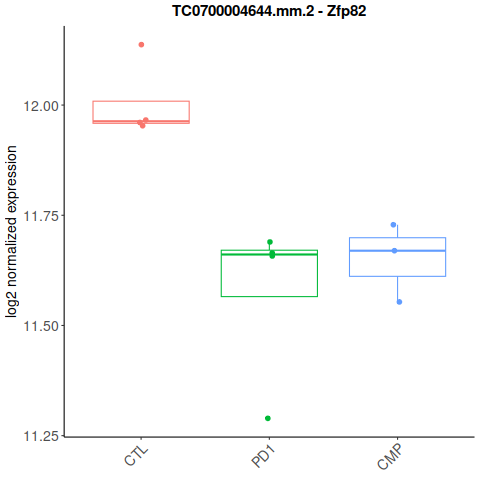 TC0700004644.mm.2 - Zfp82
log2 normalized expression
12.00
11.75
11.50
11.25
CTL
PD1
CMP